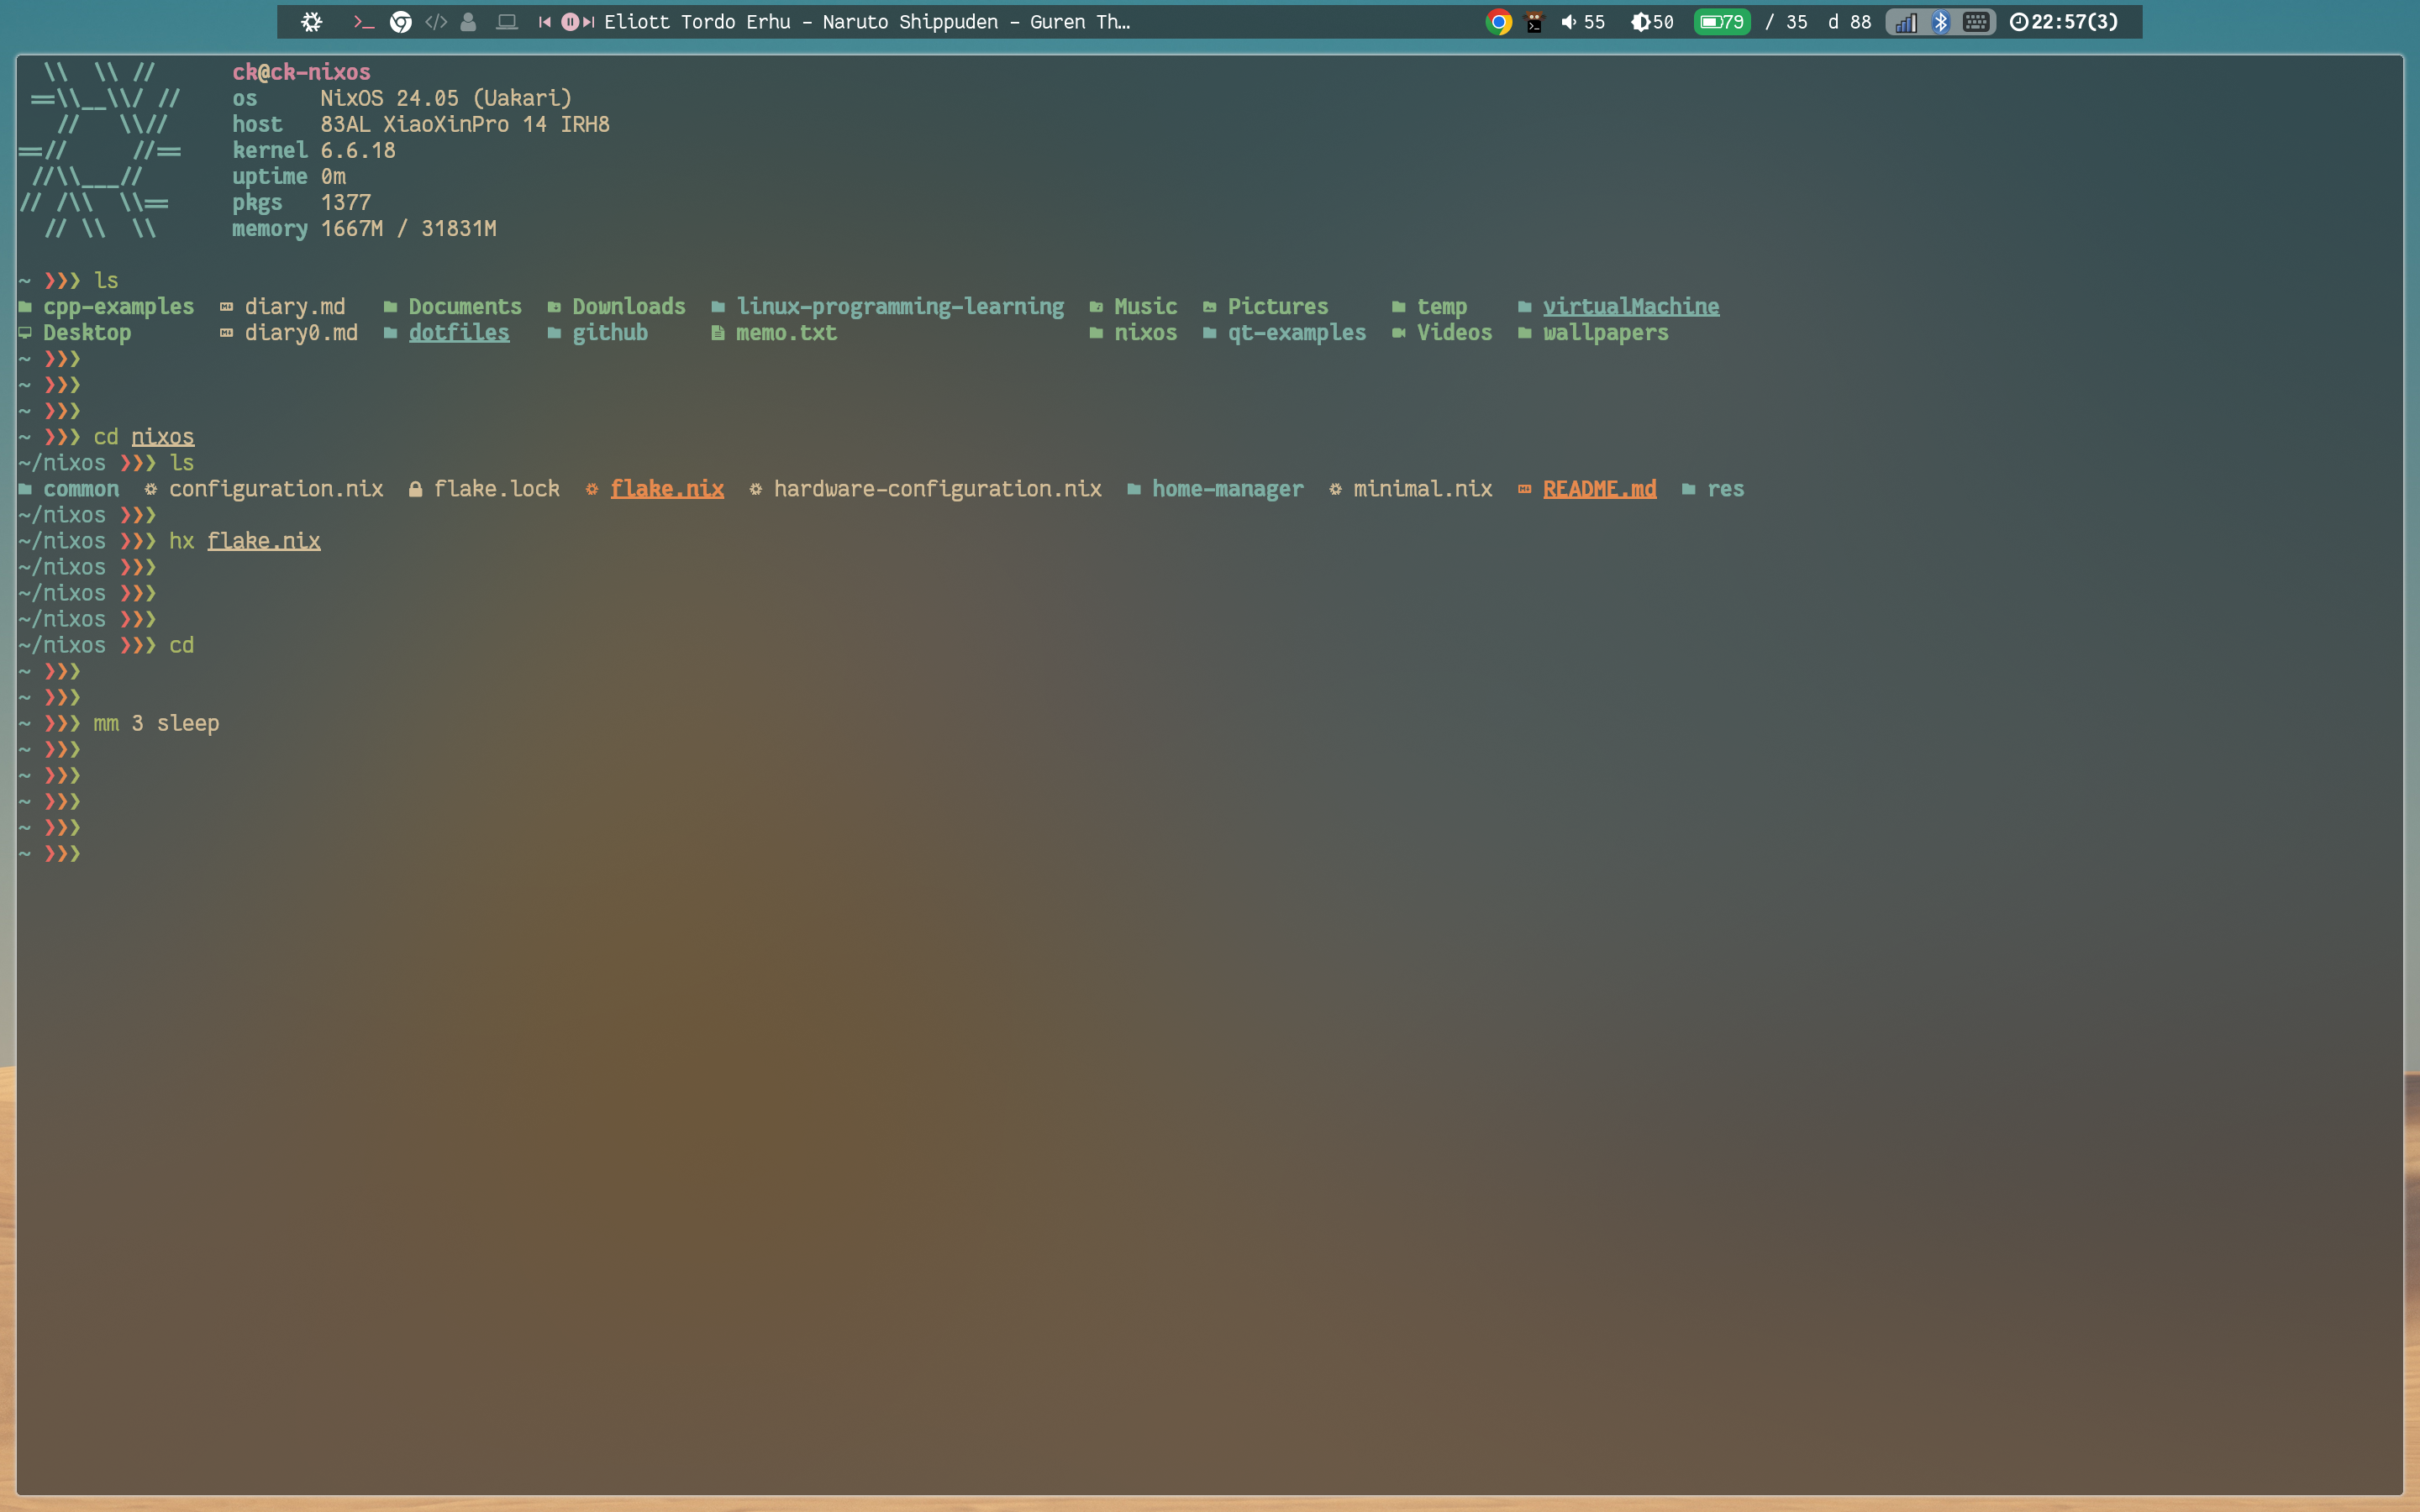 Eliott Tordo Erhu – Naruto Shippuden – Guren Th… 55 50 79 / 35 d 88 22:57(3)
\\  \\ // ck@ck-nixos
==\\__\\/ // os NixOS 24.05 (Uakari)
//   \\// host 83AL XiaoXinPro 14 IRH8
==//     //== kernel 6.6.18
//\\___// uptime 0m
// /\\  \\== pkgs 1377
// \\  \\ memory 1667M / 31831M
~ ❯❯❯ ls
cpp-examples diary.md Documents Downloads linux-programming-learning Music Pictures temp virtualMachine
Desktop diary0.md dotfiles github memo.txt nixos qt-examples Videos wallpapers
~ ❯❯❯
~ ❯❯❯
~ ❯❯❯
~ ❯❯❯ cd nixos
~/nixos ❯❯❯ ls
common configuration.nix flake.lock flake.nix hardware-configuration.nix home-manager minimal.nix README.md res
~/nixos ❯❯❯
~/nixos ❯❯❯ hx flake.nix
~/nixos ❯❯❯
~/nixos ❯❯❯
~/nixos ❯❯❯
~/nixos ❯❯❯ cd
~ ❯❯❯
~ ❯❯❯
~ ❯❯❯ mm 3 sleep
~ ❯❯❯
~ ❯❯❯
~ ❯❯❯
~ ❯❯❯
~ ❯❯❯